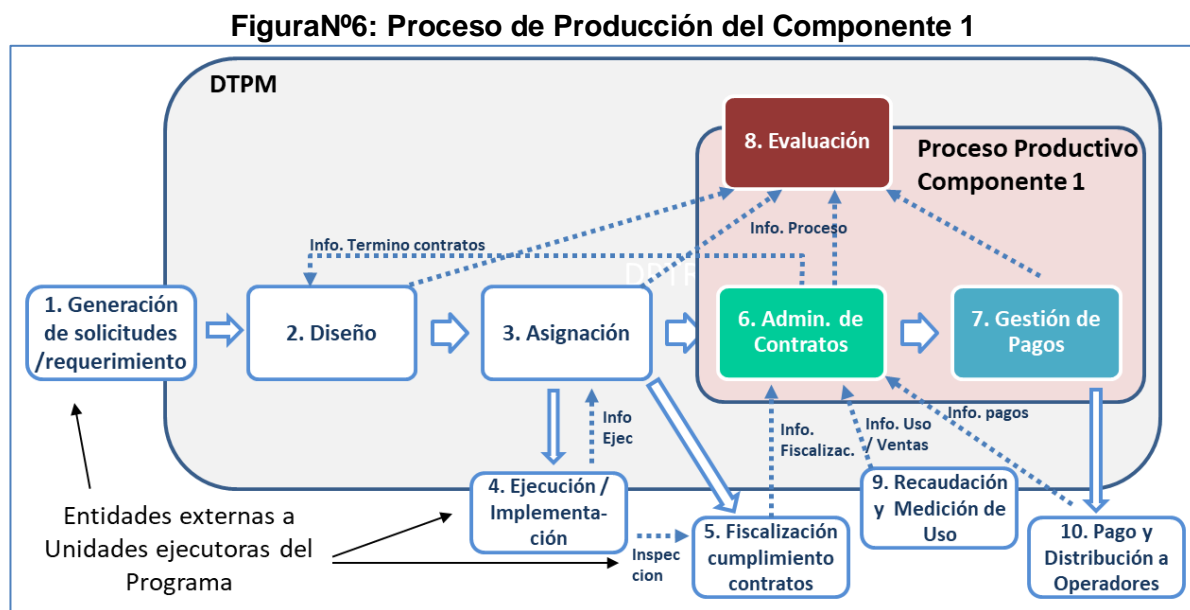 FiguraNº6: Proceso de Producción del Componente 1
DTPM
8. Evaluación
Proceso Productivo
Componente 1
Info. Termino contratos
Info. Proceso
1. Generación
de solicitudes
/requerimiento
2. Diseño
3. Asignación
6. Admin. de
Contratos
7. Gestión de
Pagos
Info
Ejec
Info.
Fiscalizac.
Info. Uso
/ Ventas
Info. pagos
4. Ejecución /
Implementa-
ción
9. Recaudación
y Medición de
Uso
Entidades externas a
Unidades ejecutoras del
Programa
Inspec
cion
5. Fiscalización
cumplimiento
contratos
10. Pago y
Distribución a
Operadores